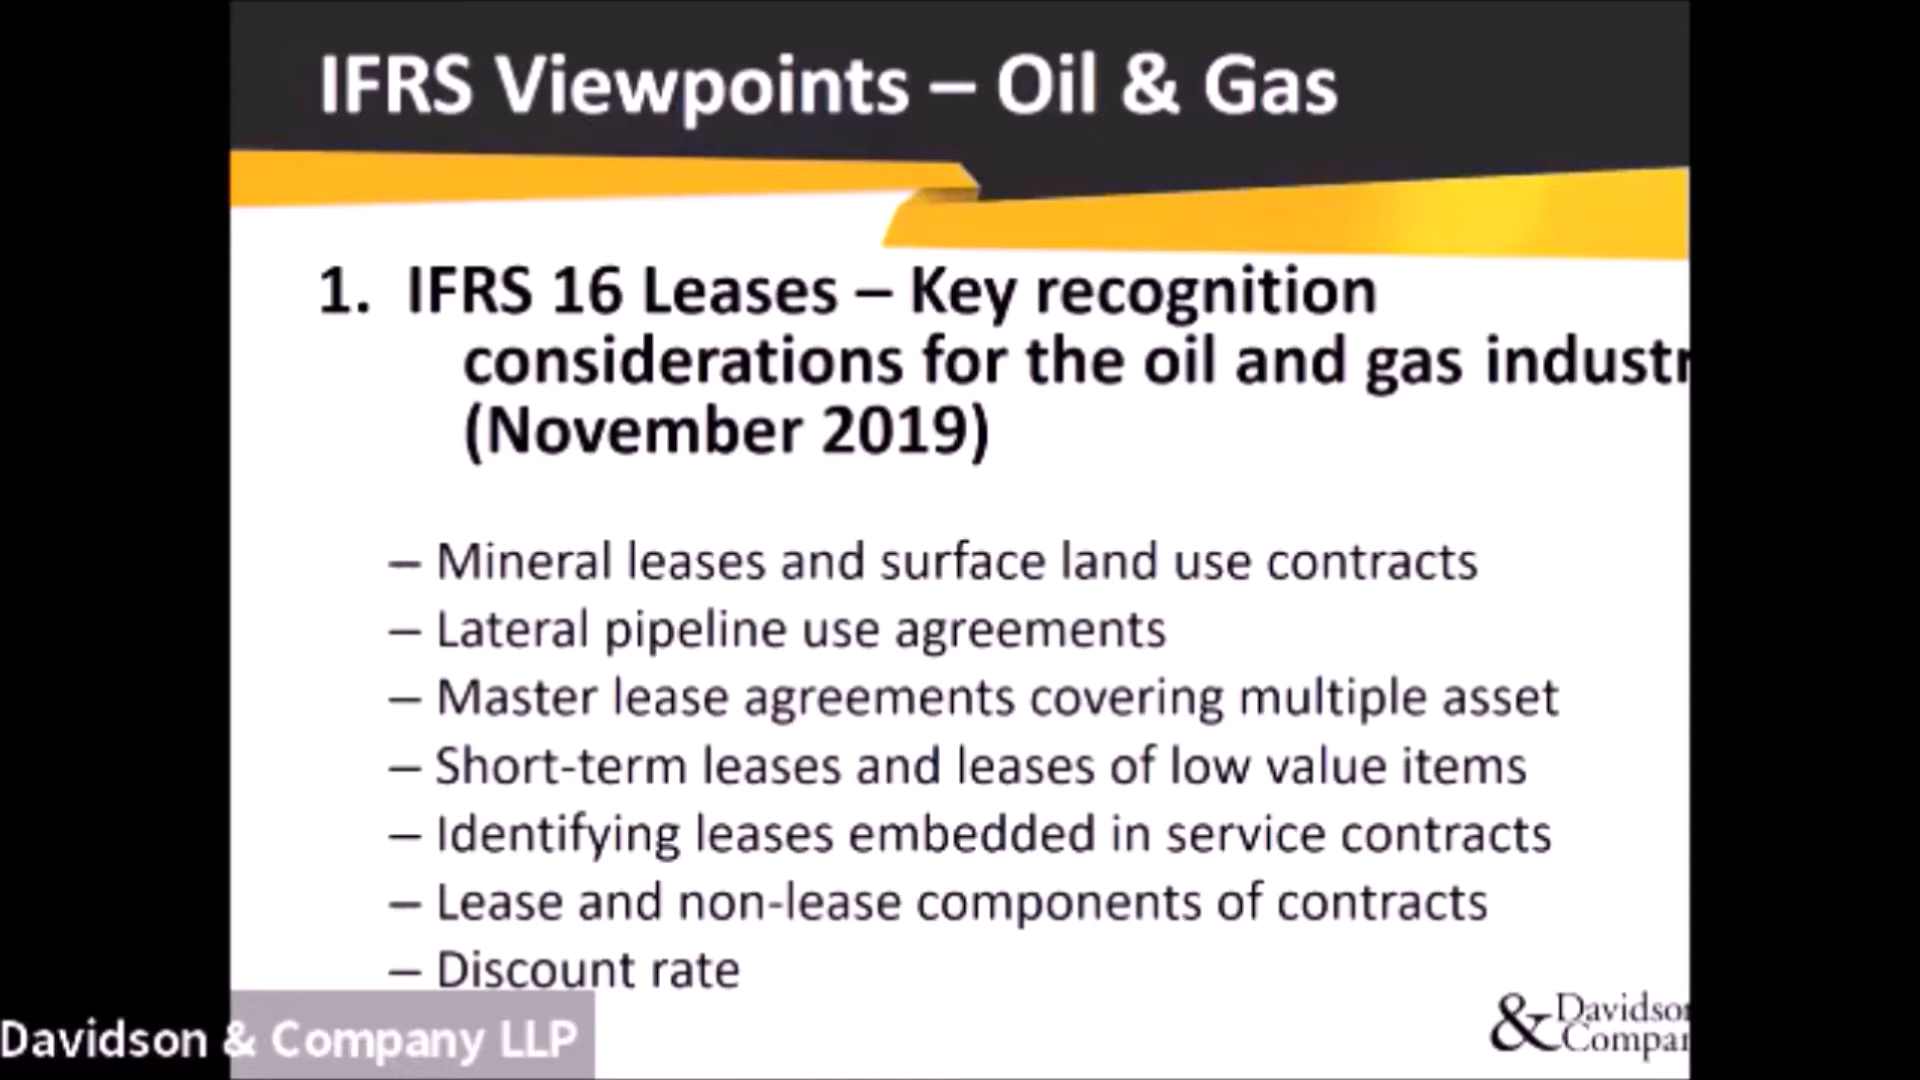 IFRS Viewpoints – Oil & Gas
1. IFRS 16 Leases – Key recognition
considerations for the oil and gas industr
(November 2019)
– Mineral leases and surface land use contracts
– Lateral pipeline use agreements
– Master lease agreements covering multiple asset
– Short-term leases and leases of low value items
– Identifying leases embedded in service contracts
– Lease and non-lease components of contracts
– Discount rate
Davidson & Company LLP
& Davidson
Compan